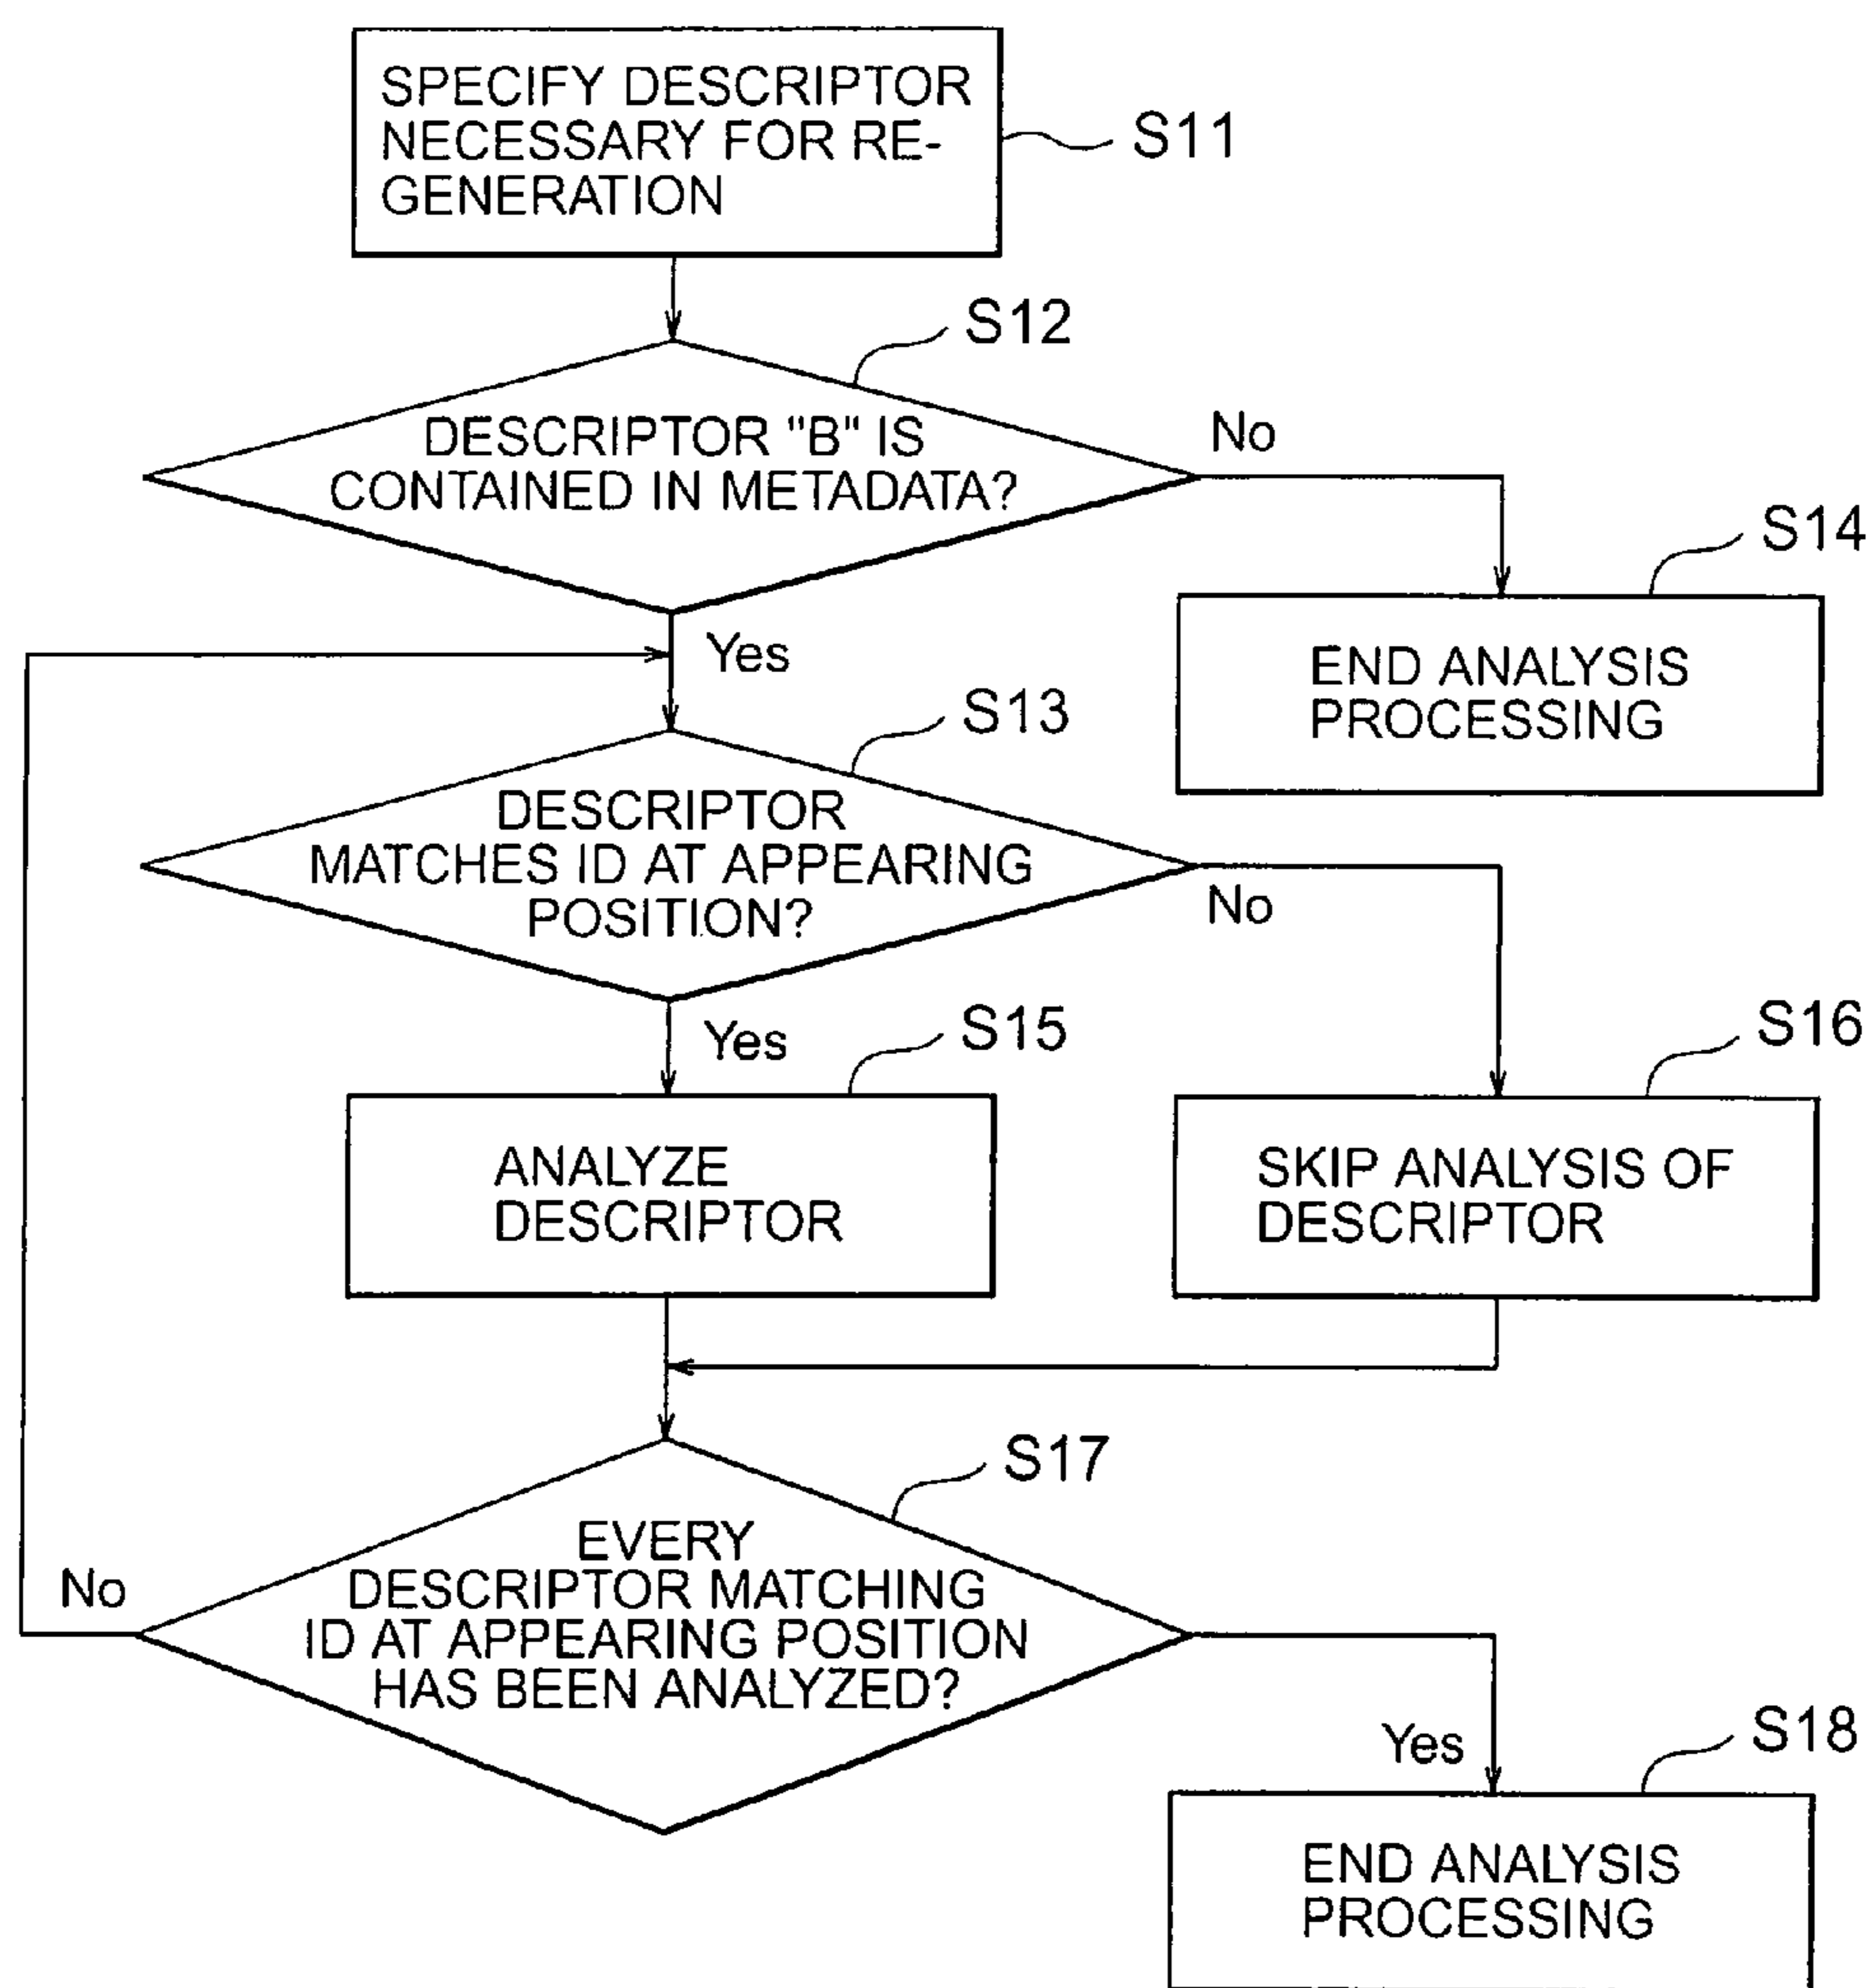 SPECIFY DESCRIPTOR
NECESSARY FOR RE-
GENERATION
S11
S12
DESCRIPTOR "B" IS
CONTAINED IN METADATA?
No
Yes
S14
END ANALYSIS
PROCESSING
S13
DESCRIPTOR
MATCHES ID AT APPEARING
POSITION?
No
Yes
S15
ANALYZE
DESCRIPTOR
S16
SKIP ANALYSIS OF
DESCRIPTOR
S17
EVERY
DESCRIPTOR MATCHING
ID AT APPEARING POSITION
HAS BEEN ANALYZED?
No
Yes
S18
END ANALYSIS
PROCESSING